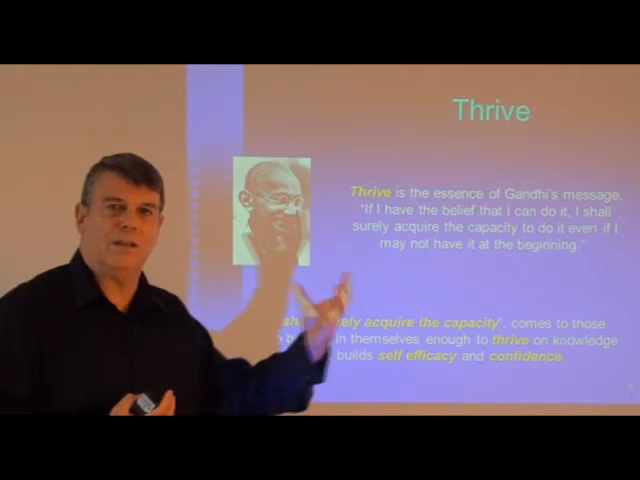 Thrive
Thrive is the essence of Gandhi's message.
"If I have the belief that I can do it, I shall
surely acquire the capacity to do it even if I
may not have it at the beginning."
rely acquire the capacity", comes to those
in themselves enough to thrive on knowledge
builds self efficacy and confidence